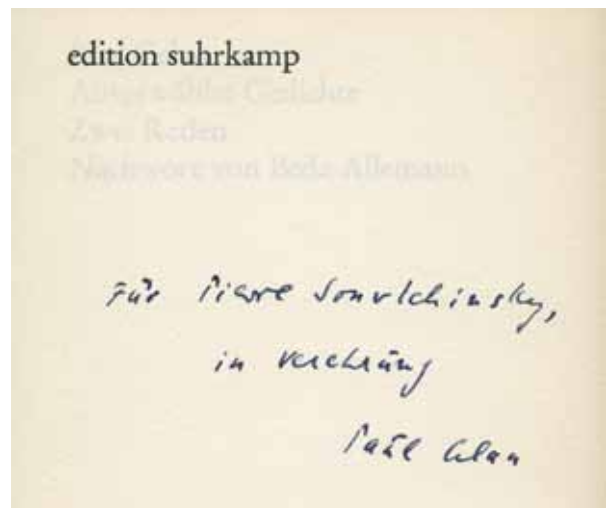 edition suhrkamp
Ausgewählte Gedichte
Zwei Reden
Nachwort von Beda Allemann
Für Pierre Souvtchinsky,
in Verehrung
Paul Celan